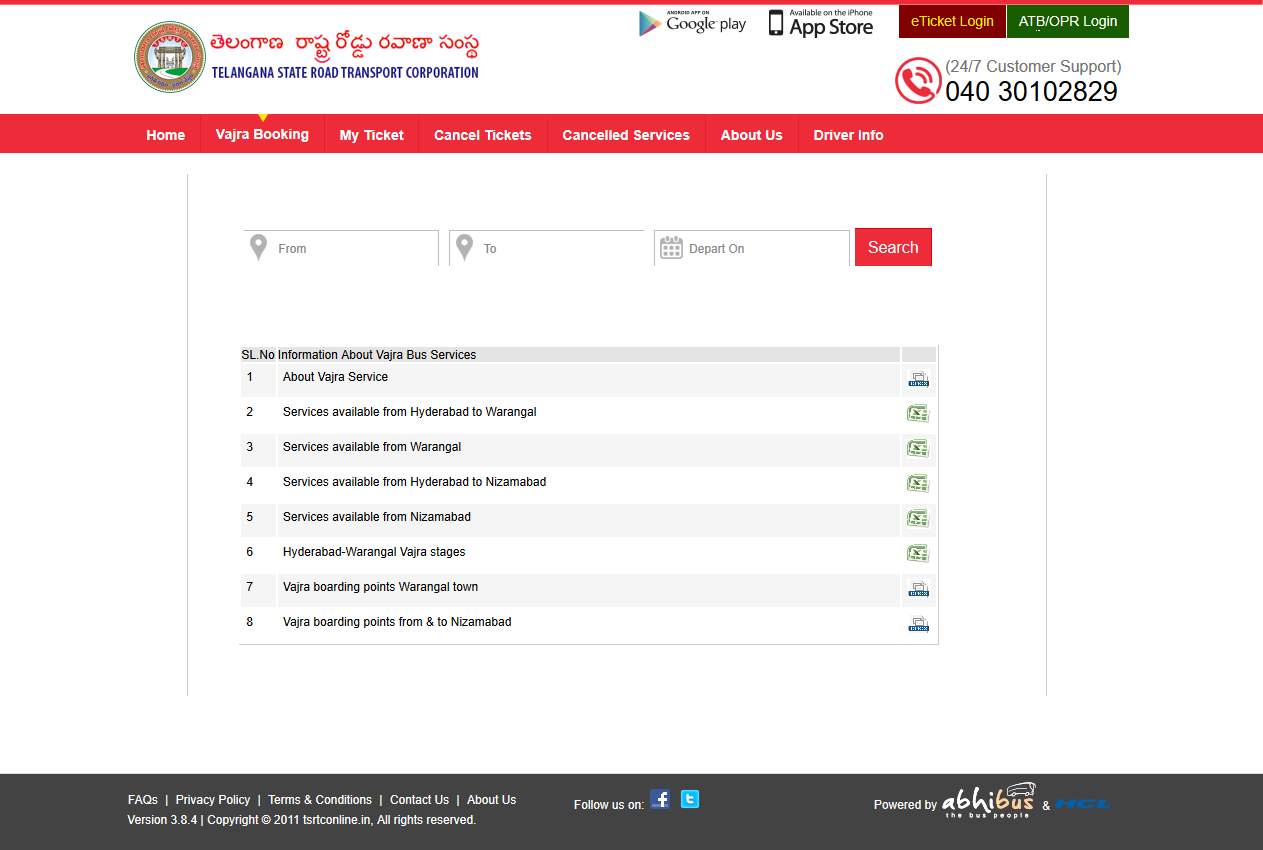 ANDROID APP ON
Google play
Available on the iPhone
App Store
eTicket Login
ATB/OPR Login
తెలంగాణ రాష్ట్ర రోడ్డు రవాణా సంస్థ
TELANGANA STATE ROAD TRANSPORT CORPORATION
(24/7 Customer Support)
040 30102829
Home
Vajra Booking
My Ticket
Cancel Tickets
Cancelled Services
About Us
Driver Info
From
To
Depart On
Search
SL.No Information About Vajra Bus Services
1 About Vajra Service
2 Services available from Hyderabad to Warangal
3 Services available from Warangal
4 Services available from Hyderabad to Nizamabad
5 Services available from Nizamabad
6 Hyderabad-Warangal Vajra stages
7 Vajra boarding points Warangal town
8 Vajra boarding points from & to Nizamabad
FAQs | Privacy Policy | Terms & Conditions | Contact Us | About Us
Version 3.8.4 | Copyright © 2011 tsrtconline.in, All rights reserved.
Follow us on:
Powered by abhibus & HCL
the bus people